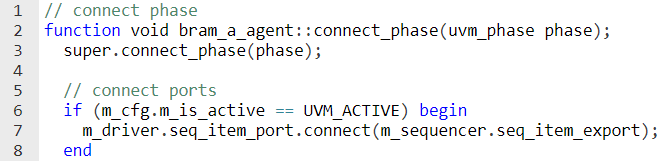 1 // connect phase
2 function void bram_a_agent::connect_phase(uvm_phase phase);
3   super.connect_phase(phase);
4
5   // connect ports
6   if (m_cfg.m_is_active == UVM_ACTIVE) begin
7     m_driver.seq_item_port.connect(m_sequencer.seq_item_export);
8   end